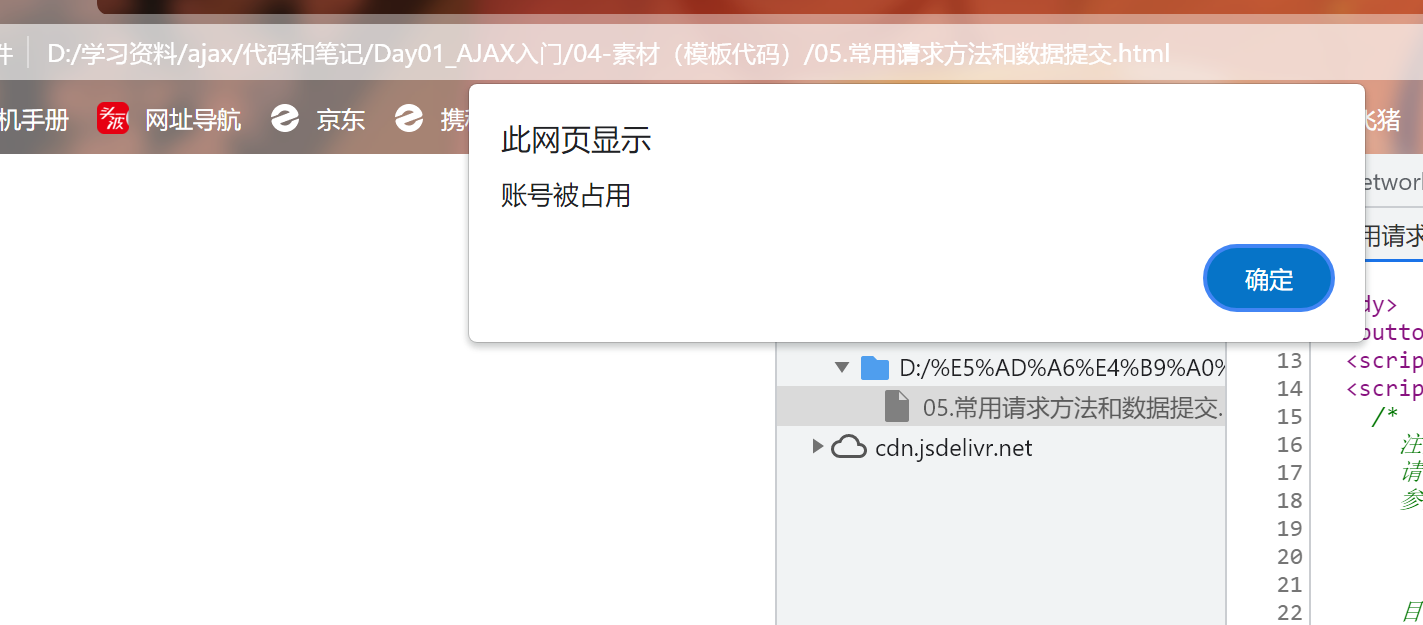 件 D:/学习资料/ajax/代码和笔记/Day01_AJAX入门/04-素材（模板代码）/05.常用请求方法和数据提交.html
机手册 头版 网址导航 京东 携 飞猪
此网页显示
账号被占用
确定
etwor
用请求
dy>
butto
D:/%E5%AD%A6%E4%B9%A0%
13 <scrip
05.常用请求方法和数据提交.
14 <scrip
15 /*
cdn.jsdelivr.net
16 注
17 请
18 参
19
20
21
22 目